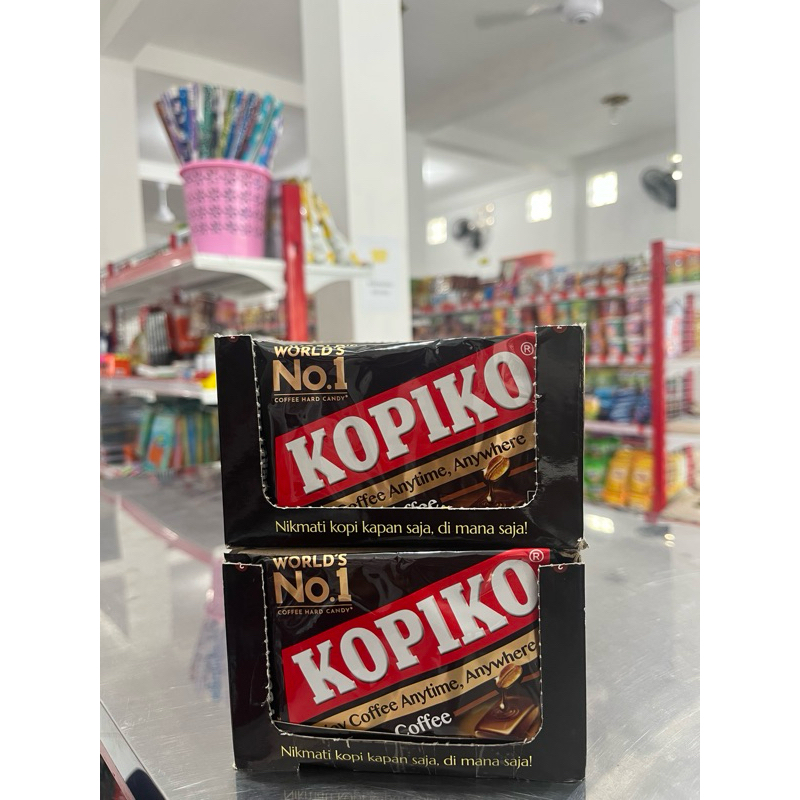 WORLD'S
No.1
COFFEE HARD CANDY
KOPIKO®
Coffee Anytime, Anywhere
Coffee
Nikmati kopi kapan saja, di mana saja!
WORLD'S
No.1
COFFEE HARD CANDY
KOPIKO®
Coffee Anytime, Anywhere
Coffee
Nikmati kopi kapan saja, di mana saja!